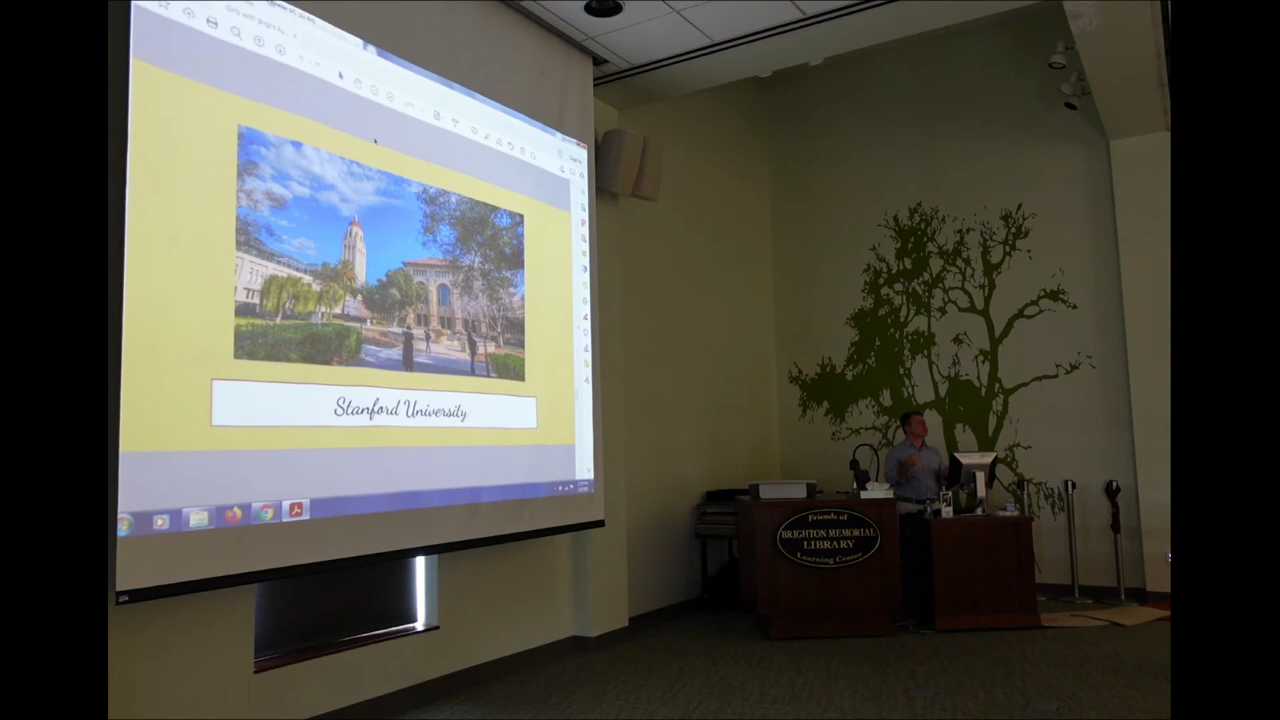 Stanford University
Friends of
BRIGHTON MEMORIAL
LIBRARY
Learning Center